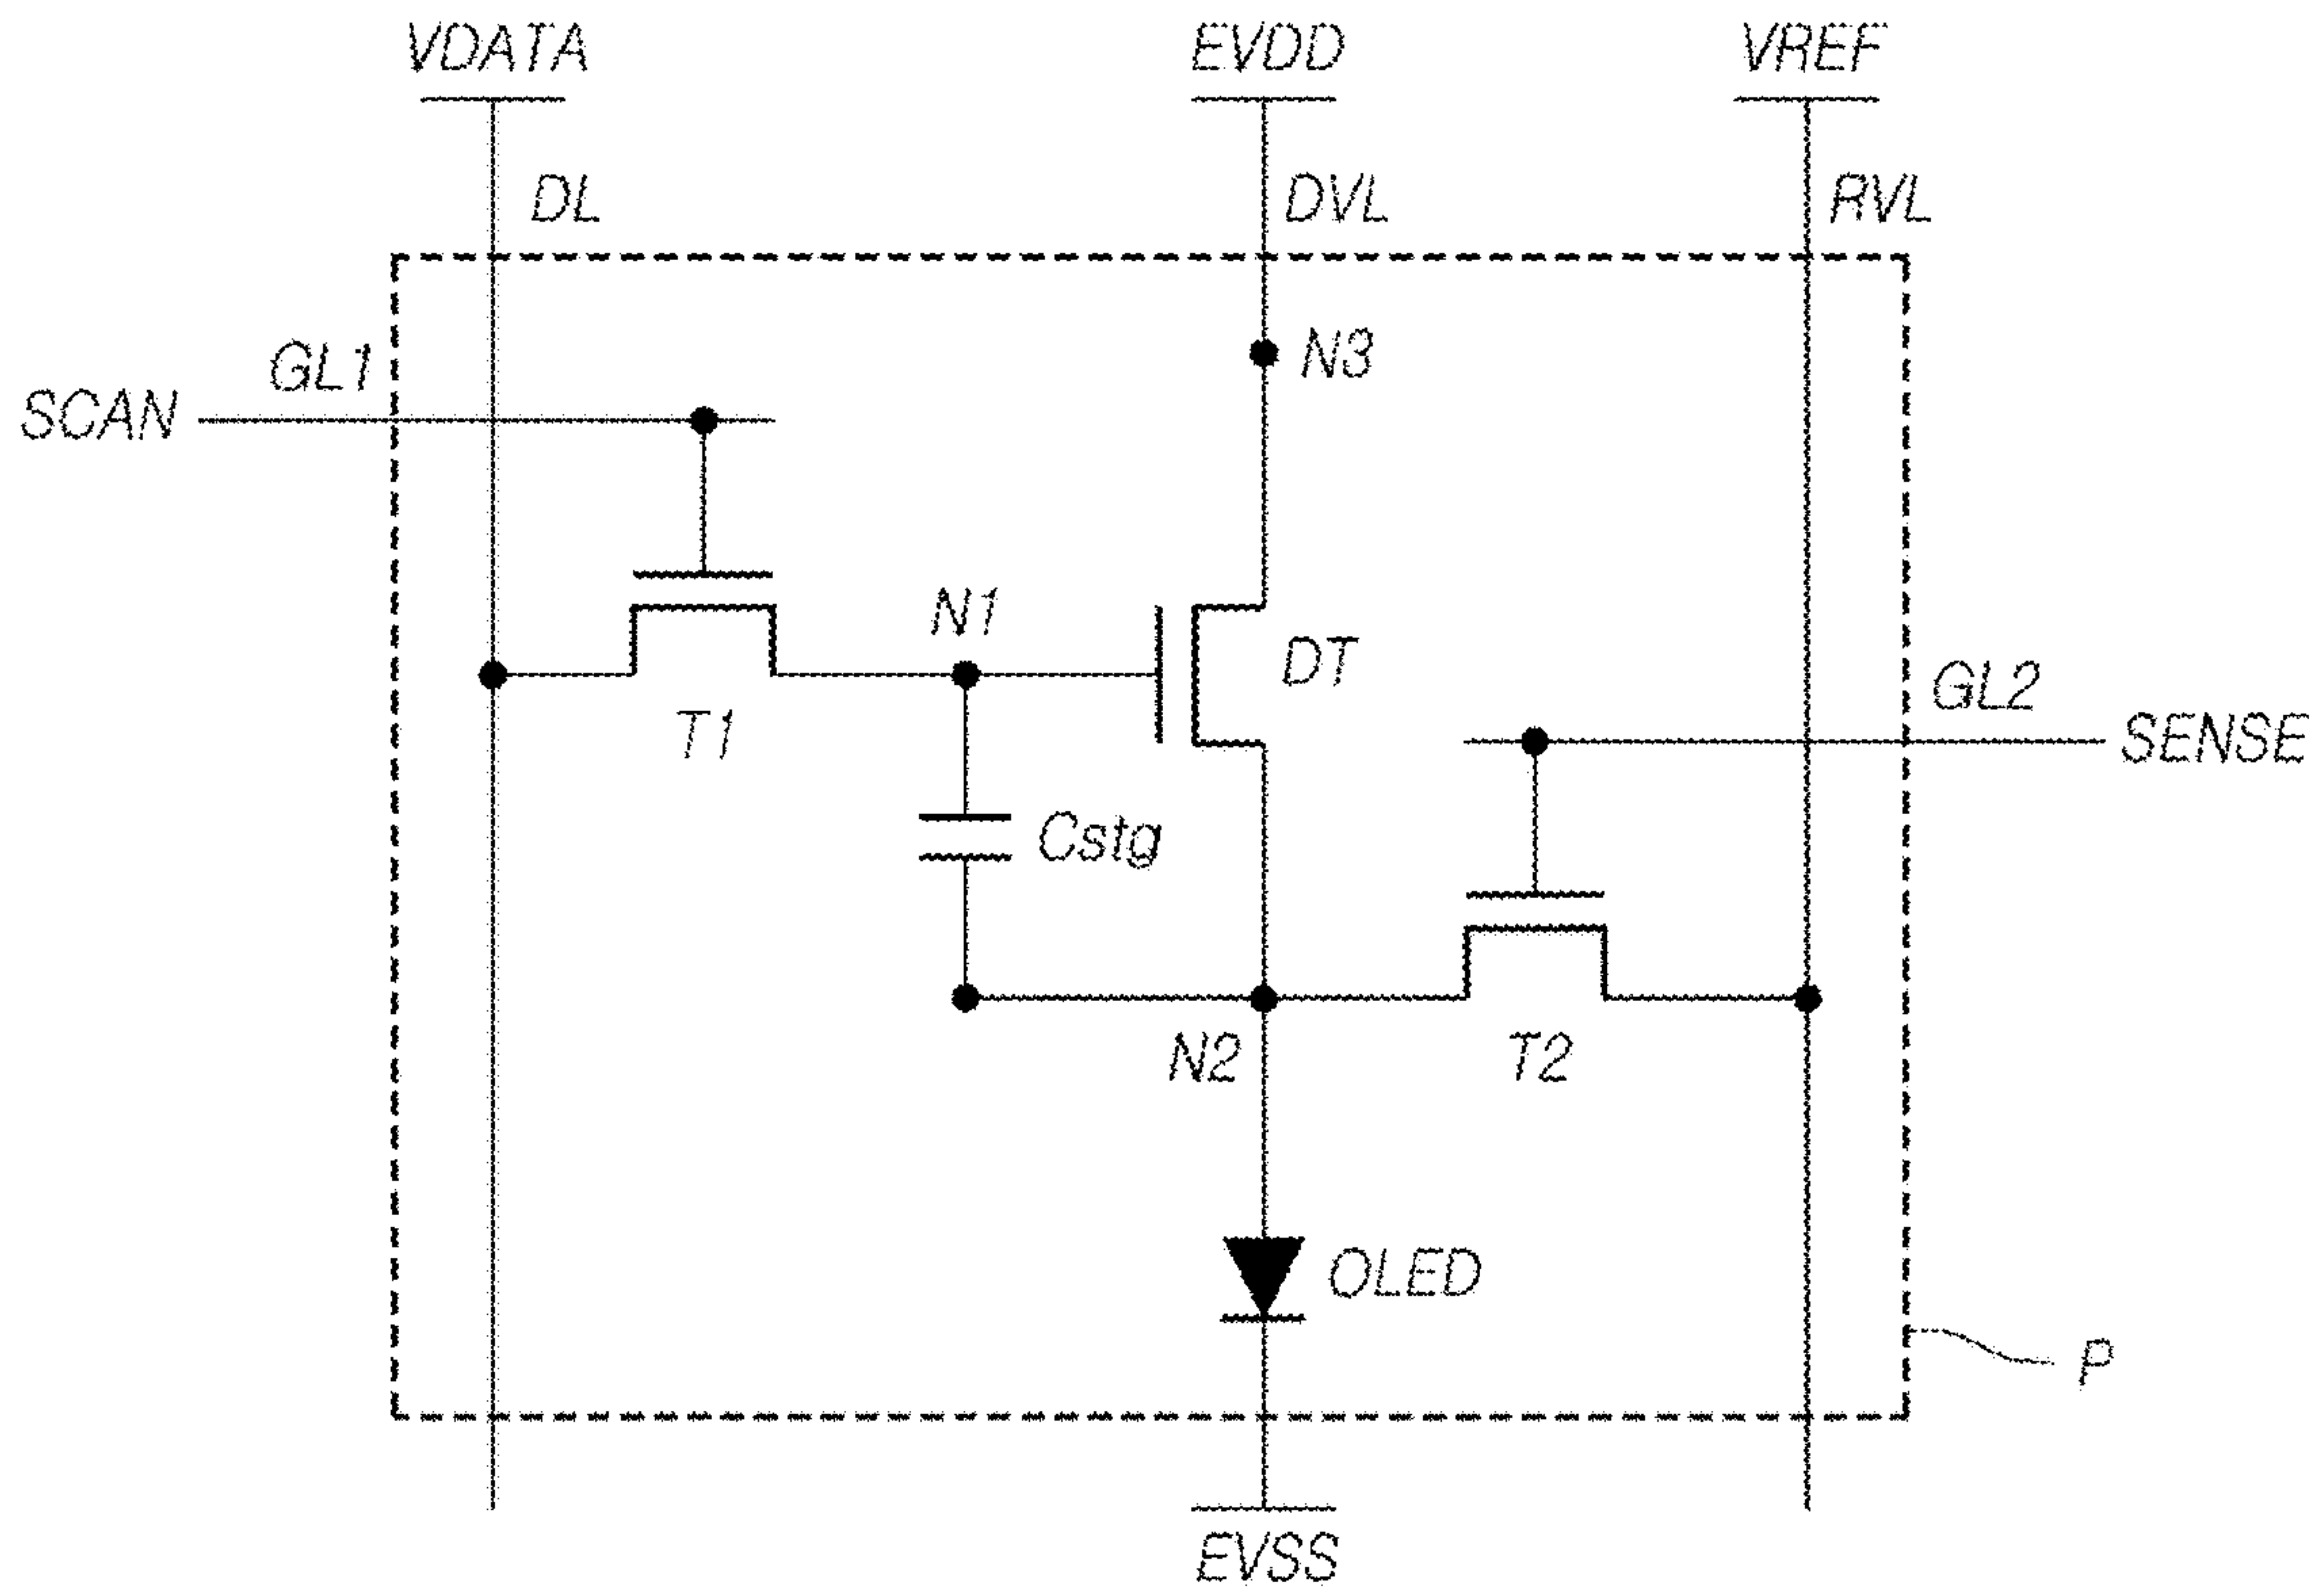 VDATA
EVDD
VREF
DL
DVL
RVL
GL1
N3
SCAN
N1
DT
GL2
T1
SENSE
Cstg
N2
T2
OLED
P
EVSS